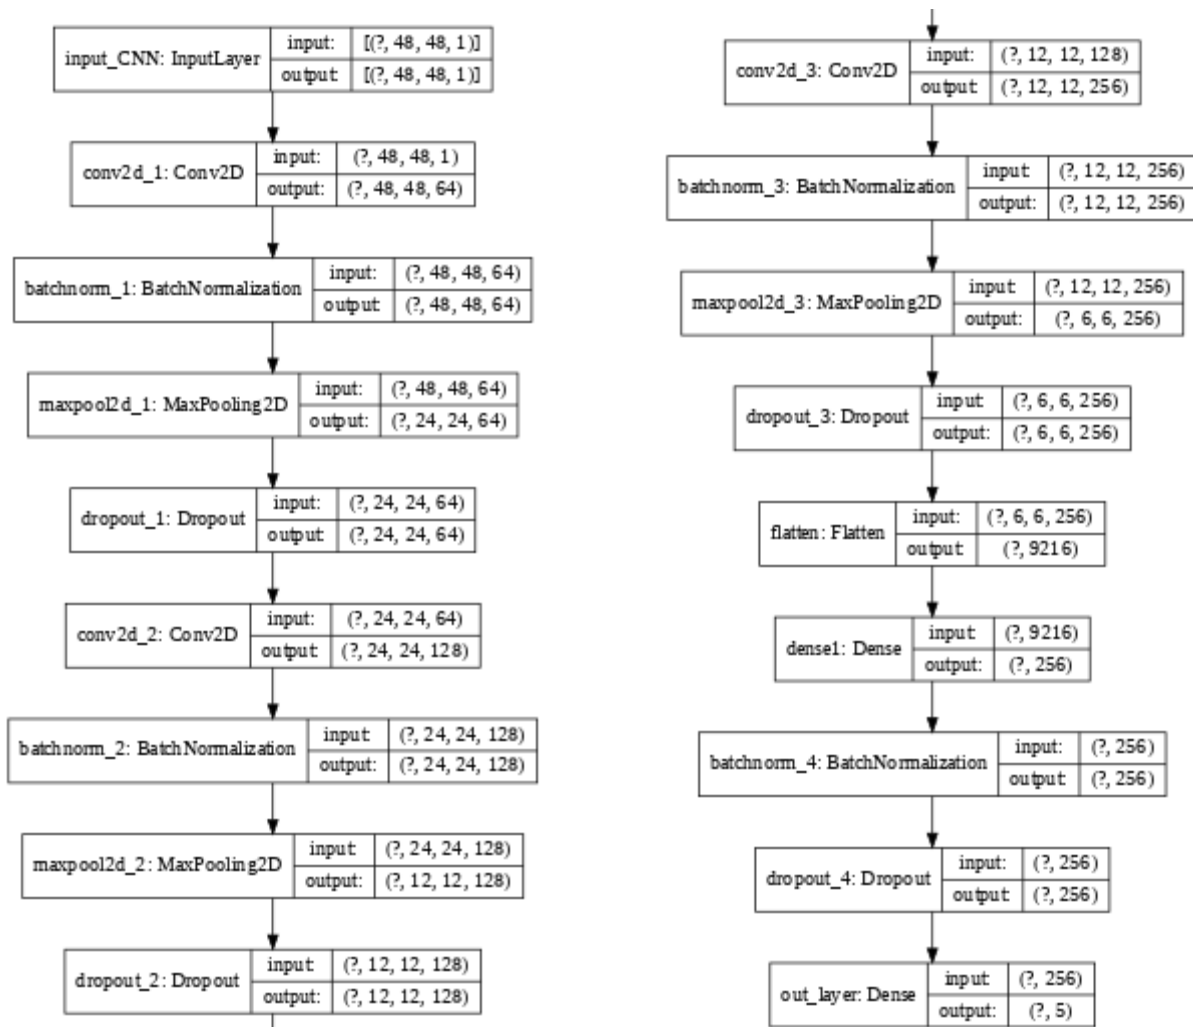 input_CNN: InputLayer
input: [(?, 48, 48, 1)]
output [(?, 48, 48, 1)]
conv2d_1: Conv2D
input: (?, 48, 48, 1)
output: (?, 48, 48, 64)
batchnorm_1: BatchNormalization
input: (?, 48, 48, 64)
output: (?, 48, 48, 64)
maxpool2d_1: MaxPooling2D
input: (?, 48, 48, 64)
output: (?, 24, 24, 64)
dropout_1: Dropout
input: (?, 24, 24, 64)
output (?, 24, 24, 64)
conv2d_2: Conv2D
input: (?, 24, 24, 64)
output (?, 24, 24, 128)
batchnorm_2: BatchNormalization
input (?, 24, 24, 128)
output: (?, 24, 24, 128)
maxpool2d_2: MaxPooling2D
input (?, 24, 24, 128)
output: (?, 12, 12, 128)
dropout_2: Dropout
input (?, 12, 12, 128)
output: (?, 12, 12, 128)
conv2d_3: Conv2D
input: (?, 12, 12, 128)
output (?, 12, 12, 256)
batchnorm_3: BatchNormalization
input (?, 12, 12, 256)
output: (?, 12, 12, 256)
maxpool2d_3: MaxPooling2D
input (?, 12, 12, 256)
output: (?, 6, 6, 256)
dropout_3: Dropout
input (?, 6, 6, 256)
output: (?, 6, 6, 256)
flatten: Flatten
input: (?, 6, 6, 256)
output (?, 9216)
dense1: Dense
input (?, 9216)
output: (?, 256)
batchnorm_4: BatchNormalization
input: (?, 256)
output (?, 256)
dropout_4: Dropout
input: (?, 256)
output (?, 256)
out_layer: Dense
input (?, 256)
output: (?, 5)